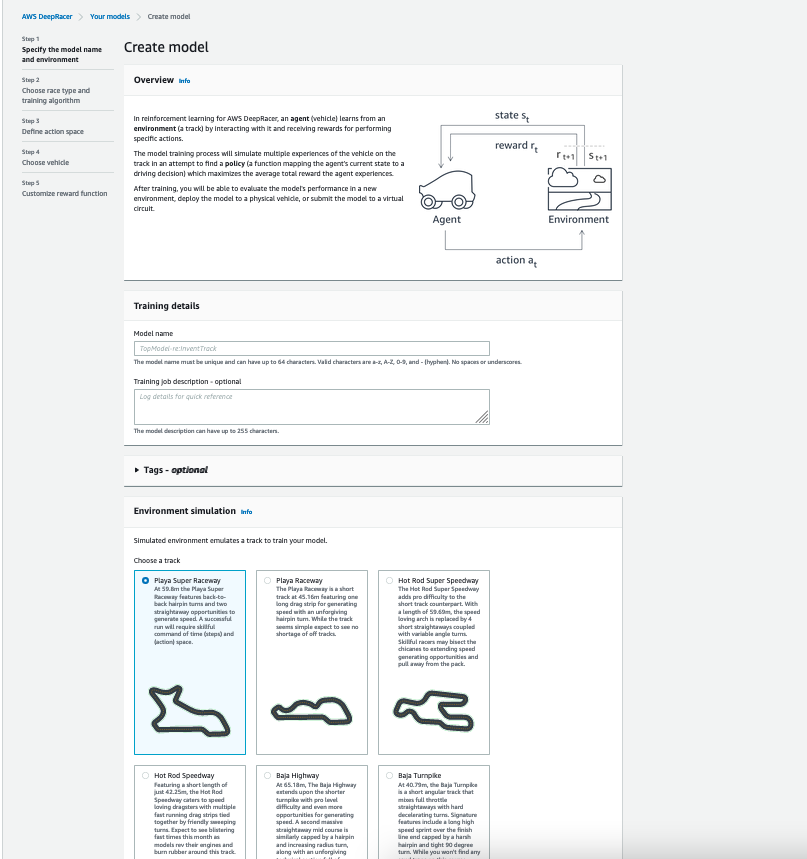 AWS DeepRacer > Your models > Create model
Step 1
Specify the model name
and environment
Step 2
Choose race type and
training algorithm
Step 3
Define action space
Step 4
Choose vehicle
Step 5
Customize reward function
Create model
Overview Info
In reinforcement learning for AWS DeepRacer, an agent (vehicle) learns from an
environment (a track) by interacting with it and receiving rewards for performing
specific actions.
The model training process will simulate multiple experiences of the vehicle on the
track in an attempt to find a policy (a function mapping the agent's current state to a
driving decision) which maximizes the average total reward the agent experiences.
After training, you will be able to evaluate the model's performance in a new
environment, deploy the model to a physical vehicle, or submit the model to a virtual
circuit.
state st
reward rt
r t+1
s t+1
Agent
Environment
action at
Training details
Model name
TopModel-re:InventTrack
The model name must be unique and can have up to 64 characters. Valid characters are a-z, A-Z, 0-9, and - (hyphen). No spaces or underscores.
Training job description - optional
Log details for quick reference
The model description can have up to 255 characters.
Tags - optional
Environment simulation Info
Simulated environment emulates a track to train your model.
Choose a track
Playa Super Raceway
At 59.8m the Playa Super
Raceway features back-to-
back hairpin turns and two
straightaway opportunities to
generate speed. A successful
run will require skillful
command of time (steps) and
(action) space.
Playa Raceway
The Playa Raceway is a short
track at 45.16m featuring one
long drag strip for generating
speed with an unforgiving
hairpin turn. While the track
seems simple expect to see no
shortage of off tracks.
Hot Rod Super Speedway
The Hot Rod Super Speedway
adds pro difficulty to the
short track counterpart. With
a length of 59.69m, the speed
loving arch is replaced by 4
short straightaways coupled
with variable angle turns.
Skillful racers may bisect the
chicanes to extending speed
generating opportunities and
pull away from the pack.
Hot Rod Speedway
Featuring a short length of
just 42.25m, the Hot Rod
Speedway caters to speed
loving dragsters with multiple
fast running drag strips tied
together by friendly sweeping
turns. Expect to see blistering
fast times this month as
models rev their engines and
burn rubber around this track.
Baja Highway
At 65.18m, The Baja Highway
extends upon the shorter
turnpike with pro level
difficulty and even more
opportunities for generating
speed. A second massive
straightaway mid course is
similarly capped by a hairpin
and increasing radius turn,
along with an unforgiving
Baja Turnpike
At 40.79m, the Baja Turnpike
is a short angular track that
mixes full throttle
straightaways with hard
decelerating turns. Signature
features include a long high
speed sprint over the finish
line end capped by a harsh
hairpin and tight 90 degree
turn. While you won't find any